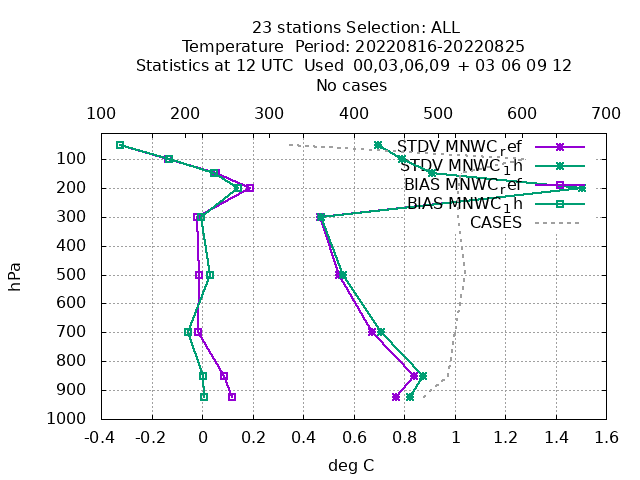 23 stations Selection: ALL
Temperature  Period: 20220816-20220825
Statistics at 12 UTC  Used  00,03,06,09 + 03 06 09 12
No cases
100 200 300 400 500 600 700
STDV MNWC_ref
STDV MNWC_1h
BIAS MNWC_ref
BIAS MNWC_1h
CASES
100
200
300
400
500
600
700
800
900
1000
hPa
-0.4 -0.2 0 0.2 0.4 0.6 0.8 1 1.2 1.4 1.6
deg C